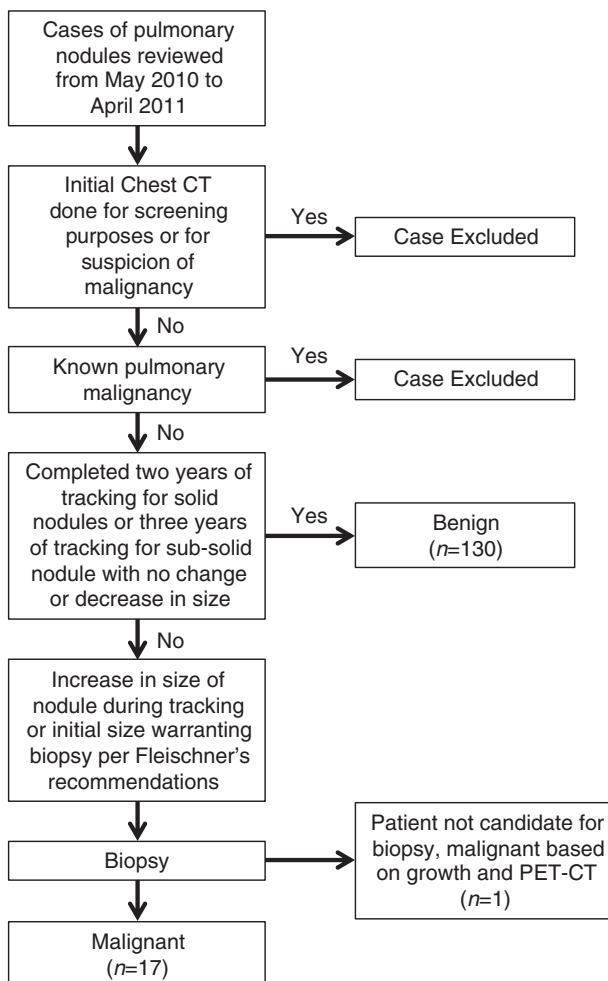 Cases of pulmonary
nodules reviewed
from May 2010 to
April 2011
Initial Chest CT
done for screening
purposes or for
suspicion of
malignancy
Yes
Case Excluded
No
Known pulmonary
malignancy
Yes
Case Excluded
No
Completed two years of
tracking for solid
nodules or three years
of tracking for sub-solid
nodule with no change
or decrease in size
Yes
Benign
(n=130)
No
Increase in size of
nodule during tracking
or initial size warranting
biopsy per Fleischner’s
recommendations
Biopsy
Patient not candidate for
biopsy, malignant based
on growth and PET-CT
(n=1)
Malignant
(n=17)